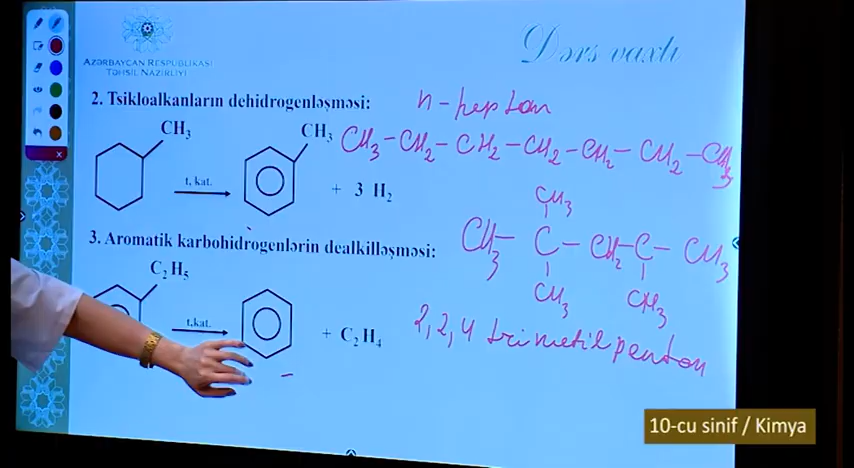 Dərs vaxtı
AZƏRBAYCAN RESPUBLİKASI
TƏHSİL NAZİRLİYİ
2. Tsikloalkanların dehidrogenləşməsi:
CH₃
t, kat.
CH₃
+ 3 H₂
3. Aromatik karbohidrogenlərin dealkilləşməsi:
C₂H₅
t,kat.
+ C₂H₄
n-heptan
CH₃-CH₂-CH₂-CH₂-CH₂-CH₂-CH₃
CH₃
CH₃-C-CH₂-C-CH₃
CH₃ CH₃
2,2,4 trimetilpentan
10-cu sinif / Kimya